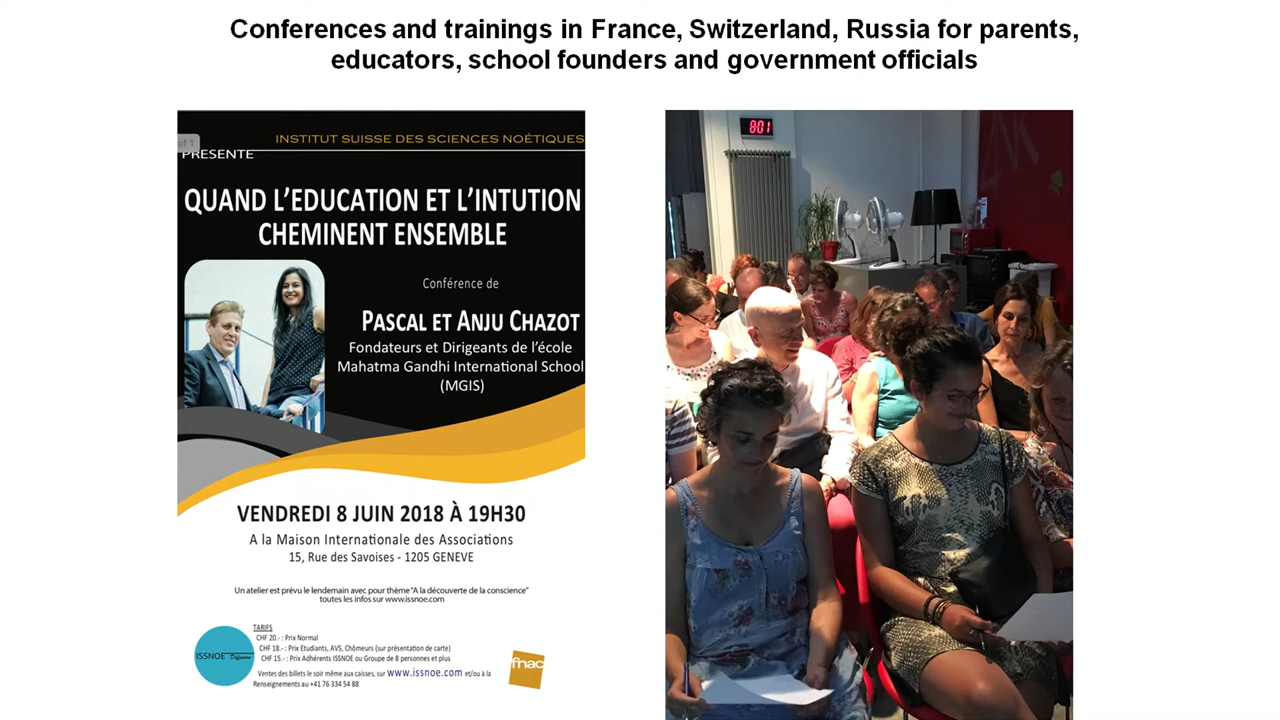 Conferences and trainings in France, Switzerland, Russia for parents,
educators, school founders and government officials
of 1
INSTITUT SUISSE DES SCIENCES NOÉTIQUES
PRESENTE
QUAND L'EDUCATION ET L'INTUTION
CHEMINENT ENSEMBLE
Conférence de
PASCAL ET ANJU CHAZOT
Fondateurs et Dirigeants de l'école
Mahatma Gandhi International School
(MGIS)
VENDREDI 8 JUIN 2018 À 19H30
A la Maison Internationale des Associations
15, Rue des Savoises - 1205 GENEVE
Un atelier est prévu le lendemain avec pour thème "A la découverte de la conscience"
toutes les infos sur www.issnoe.com
TARIFS
CHF 20.- : Prix Normal
CHF 18.- : Prix Etudiants, AVS, Chômeurs (sur présentation de carte)
CHF 15.- : Prix Adhérents ISSNOE ou Groupe de 8 personnes et plus
Ventes des billets le soir même aux caisses, sur www.issnoe.com et/ou à la
Renseignements au +41 76 334 54 88
ISSNOE Diffusion
fnac
8:01